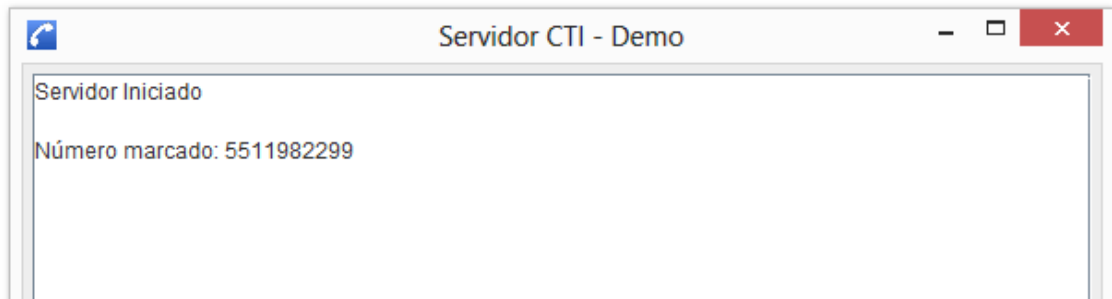 Servidor CTI - Demo
Servidor Iniciado
Número marcado: 5511982299